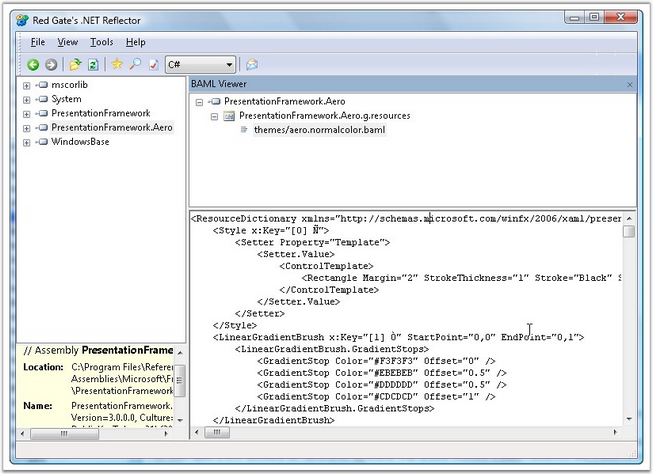 Red Gate's .NET Reflector
File View Tools Help
C#
mscorlib
System
PresentationFramework
PresentationFramework.Aero
WindowsBase
BAML Viewer
PresentationFramework.Aero
PresentationFramework.Aero.g.resources
themes/aero.normalcolor.baml
<ResourceDictionary xmlns="http://schemas.microsoft.com/winfx/2006/xaml/presen
<Style x:Key="[0] Ñ">
<Setter Property="Template">
<Setter.Value>
<ControlTemplate>
<Rectangle Margin="2" StrokeThickness="1" Stroke="Black" S
</ControlTemplate>
</Setter.Value>
</Setter>
</Style>
<LinearGradientBrush x:Key="[1] Ò" StartPoint="0,0" EndPoint="0,1">
<LinearGradientBrush.GradientStops>
<GradientStop Color="#F3F3F3" Offset="0" />
<GradientStop Color="#EBEBEB" Offset="0.5" />
<GradientStop Color="#DDDDDD" Offset="0.5" />
<GradientStop Color="#CDCDCD" Offset="1" />
</LinearGradientBrush.GradientStops>
</LinearGradientBrush>
// Assembly PresentationFrame
Location: C:\Program Files\Refere
Assemblies\Microsoft\Fr
\PresentationFramework
Name: PresentationFramework.
Version=3.0.0.0, Culture=